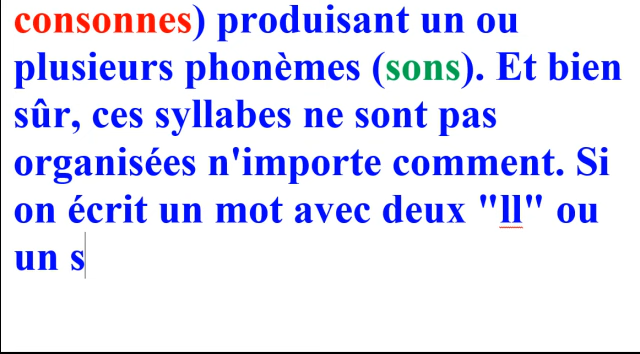 consonnes) produisant un ou
plusieurs phonèmes (sons). Et bien
sûr, ces syllabes ne sont pas
organisées n'importe comment. Si
on écrit un mot avec deux "ll" ou
un s